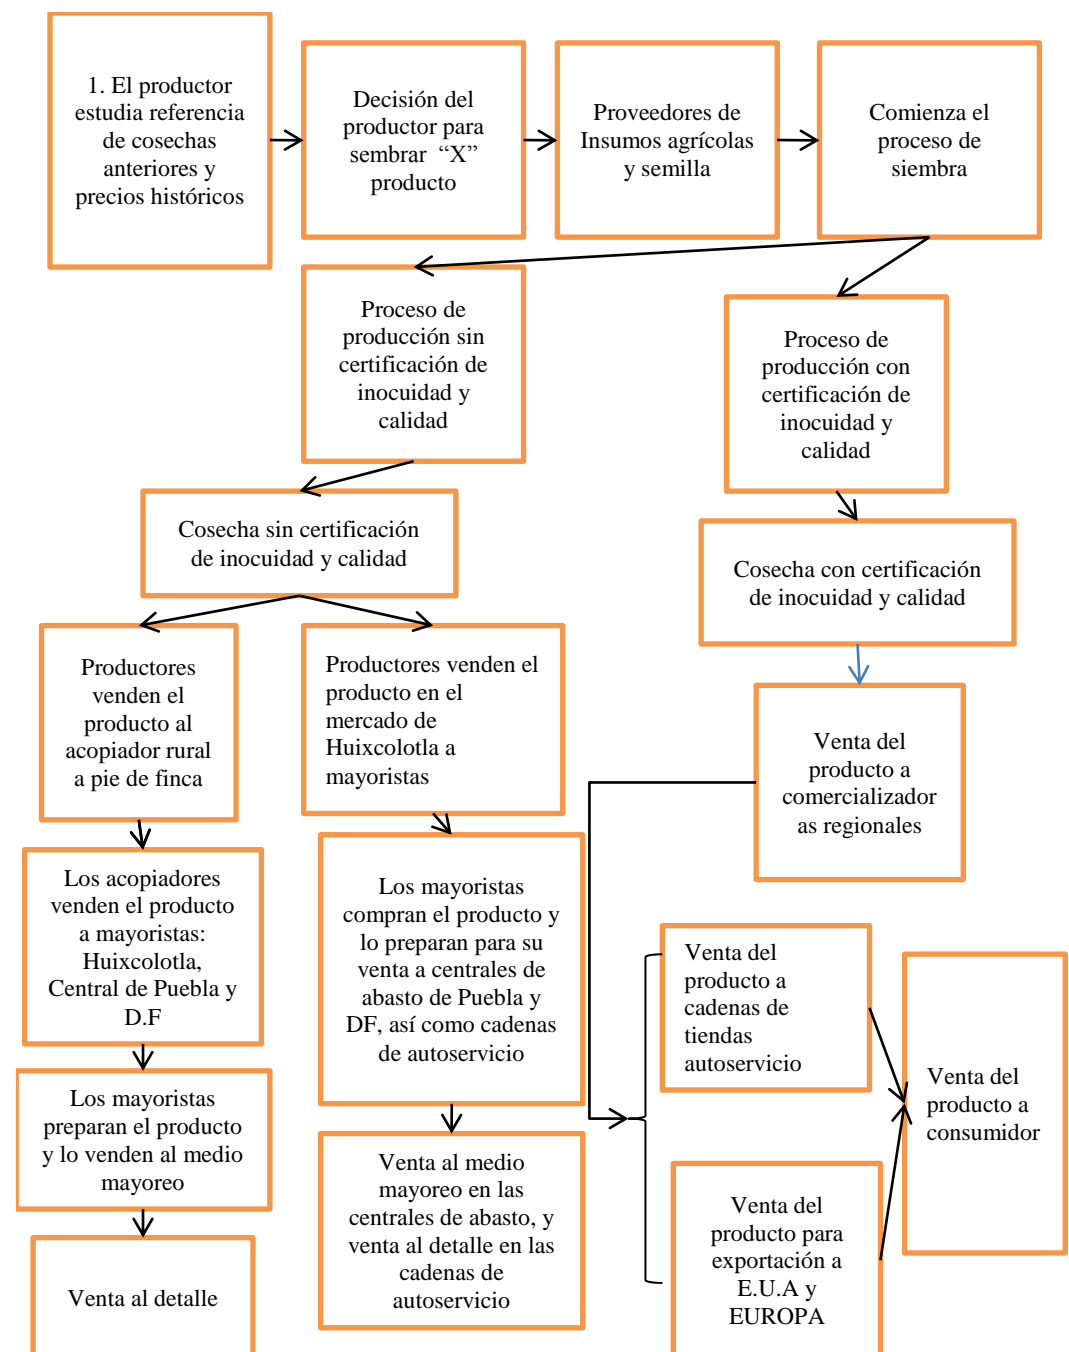 1. El productor
estudia referencia
de cosechas
anteriores y
precios históricos
Decisión del
productor para
sembrar “X”
producto
Proveedores de
Insumos agrícolas
y semilla
Comienza el
proceso de
siembra
Proceso de
producción sin
certificación de
inocuidad y
calidad
Proceso de
producción con
certificación de
inocuidad y
calidad
Cosecha sin certificación
de inocuidad y calidad
Cosecha con certificación
de inocuidad y calidad
Productores
venden el
producto al
acopiador rural
a pie de finca
Productores venden el
producto en el
mercado de
Huixcolotla a
mayoristas
Venta del
producto a
comercializador
as regionales
Los acopiadores
venden el producto
a mayoristas:
Huixcolotla,
Central de Puebla y
D.F
Los mayoristas
compran el producto y
lo preparan para su
venta a centrales de
abasto de Puebla y
DF, así como cadenas
de autoservicio
Venta del
producto a
cadenas de
tiendas
autoservicio
Venta del
producto a
consumidor
Los mayoristas
preparan el producto
y lo venden al medio
mayoreo
Venta al medio
mayoreo en las
centrales de abasto, y
venta al detalle en las
cadenas de
autoservicio
Venta del
producto para
exportación a
E.U.A y
EUROPA
Venta al detalle